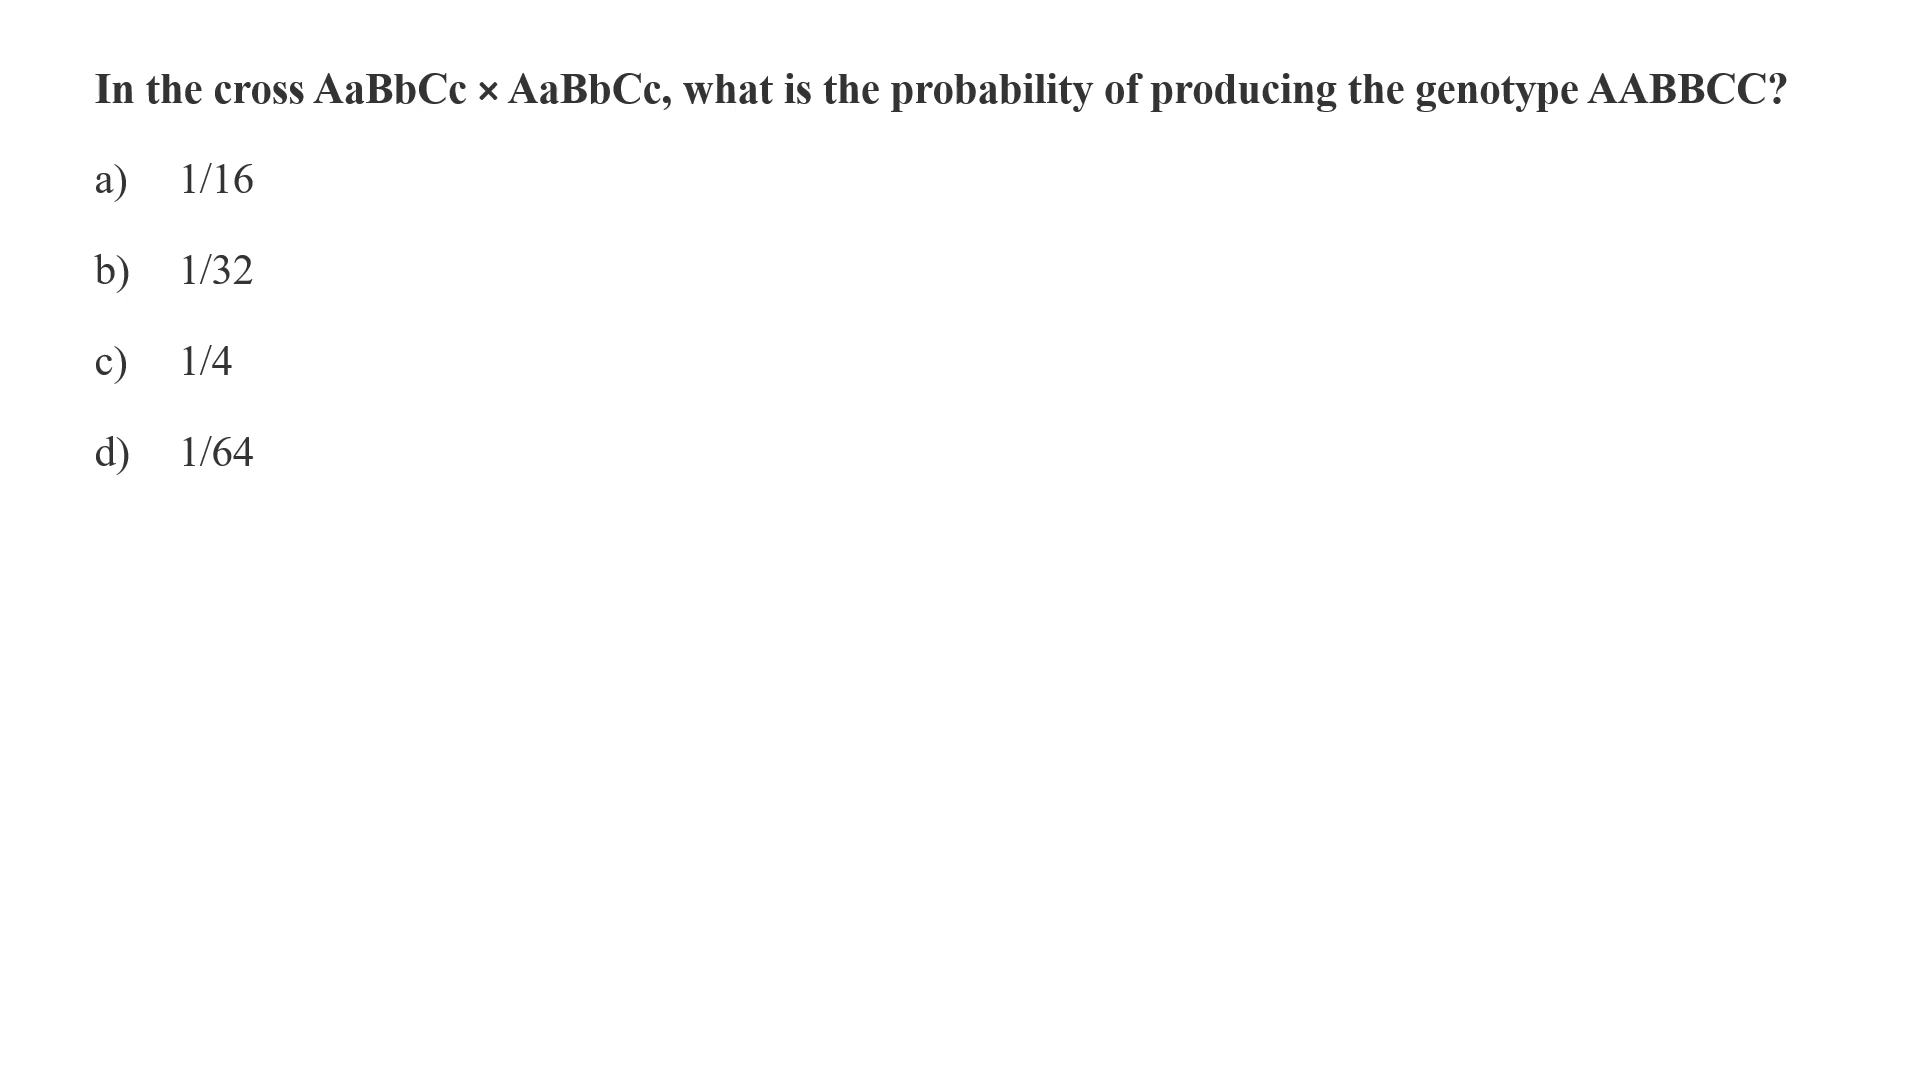 In the cross AaBbCc × AaBbCc, what is the probability of producing the genotype AABBCC?
a) 1/16
b) 1/32
c) 1/4
d) 1/64